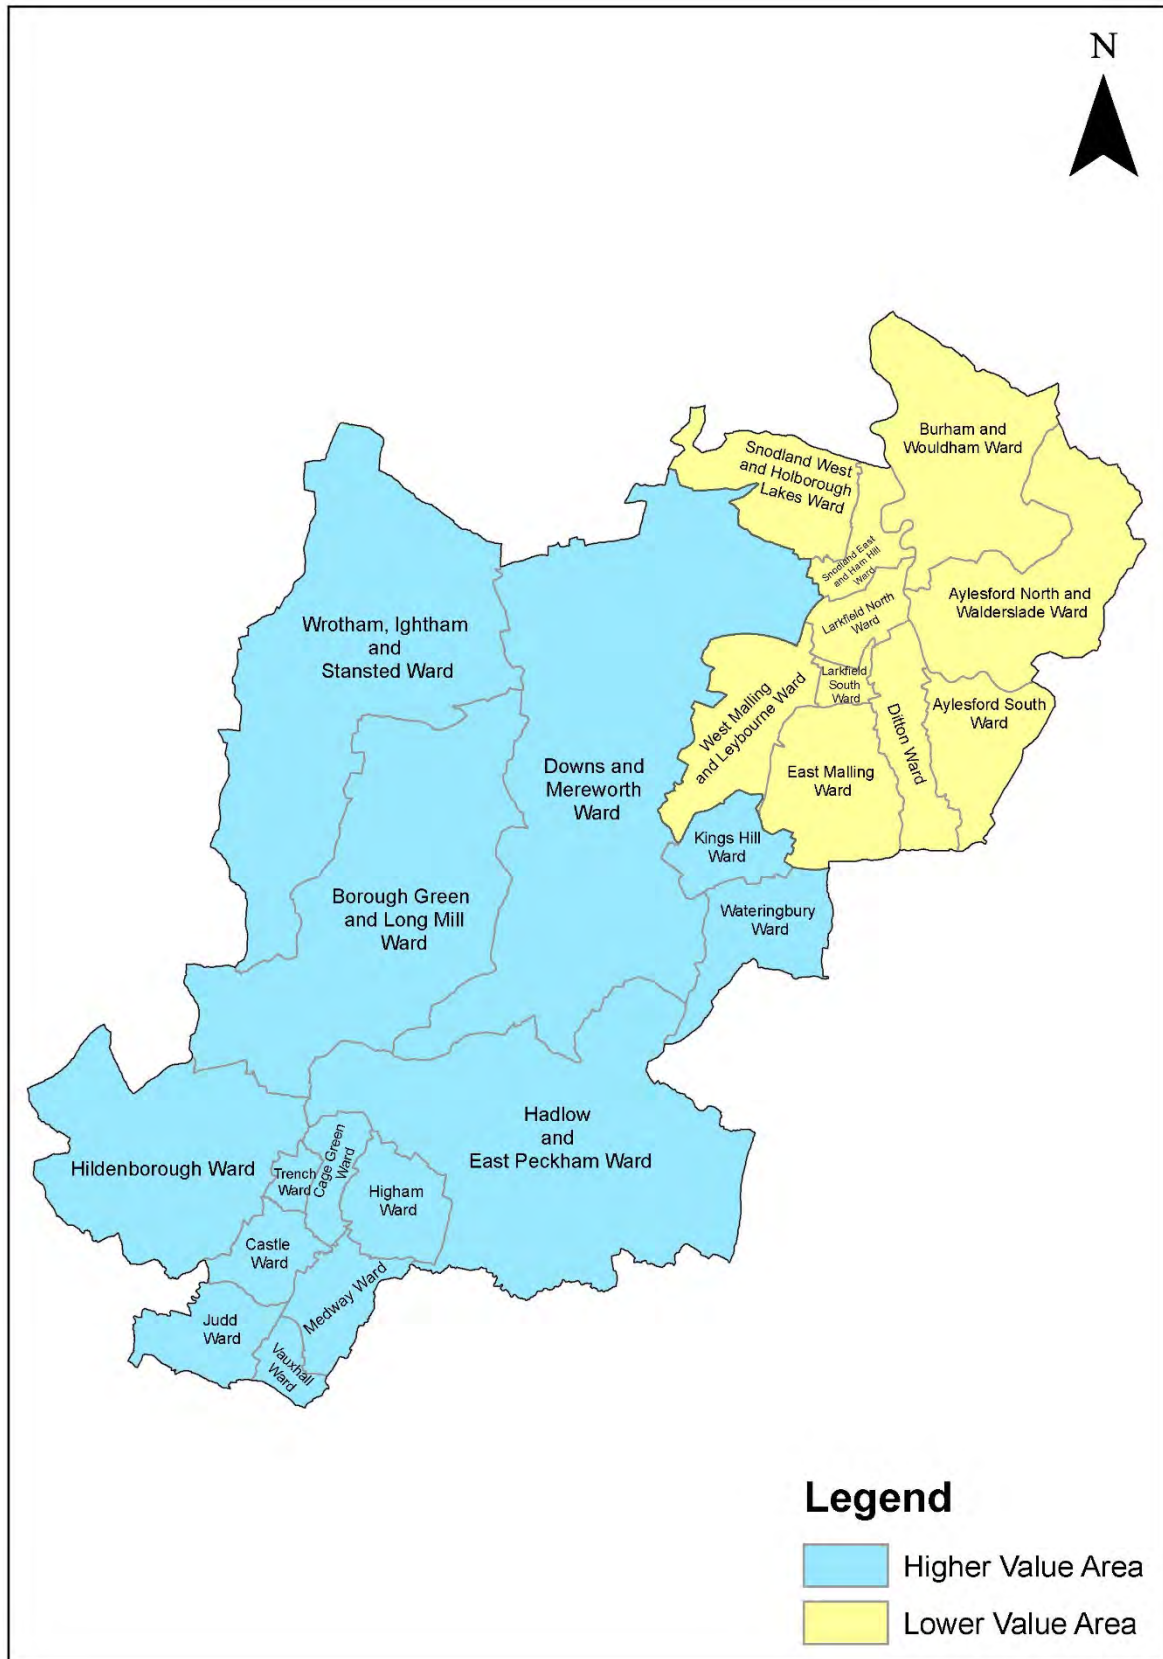 N
Burham and
Wouldham Ward
Snodland West
and Holborough
Lakes Ward
Snodland East
and Ham Hill
Ward
Aylesford North and
Walderslade Ward
Larkfield North
Ward
Wrotham, Ightham
and
Stansted Ward
Larkfield
South
Ward
West Malling
and Leybourne Ward
Ditton Ward
Aylesford South
Ward
Downs and
Mereworth
Ward
East Malling
Ward
Kings Hill
Ward
Borough Green
and Long Mill
Ward
Wateringbury
Ward
Hadlow
and
East Peckham Ward
Hildenborough Ward
Trench
Ward
Cage Green
Ward
Higham
Ward
Castle
Ward
Medway Ward
Judd
Ward
Vauxhall
Ward
Legend
Higher Value Area
Lower Value Area